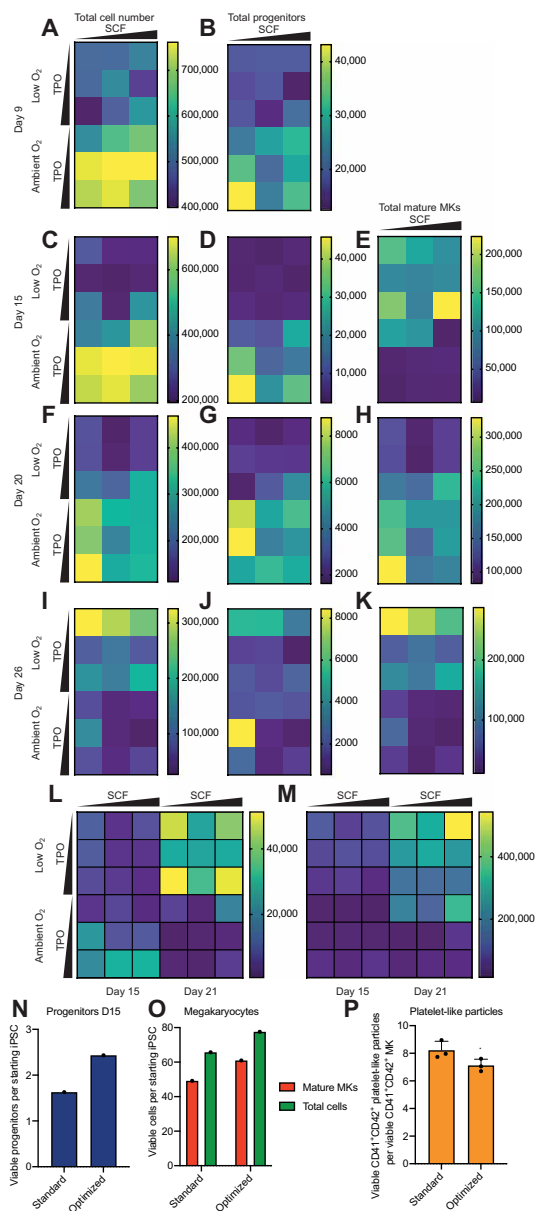 Total cell number
Total progenitors
A
SCF
B
SCF
Day 9
Low O2
TPO
Ambient O2
TPO
700,000
600,000
500,000
400,000
40,000
30,000
20,000
Total mature MKs
SCF
C
D
E
Day 15
Low O2
TPO
Ambient O2
TPO
600,000
400,000
200,000
40,000
30,000
20,000
10,000
200,000
150,000
100,000
50,000
F
G
H
Day 20
Low O2
TPO
Ambient O2
TPO
400,000
300,000
200,000
8000
6000
4000
2000
300,000
200,000
100,000
I
J
K
Day 26
Low O2
TPO
Ambient O2
TPO
300,000
200,000
100,000
8000
6000
4000
2000
200,000
100,000
L
SCF
SCF
M
SCF
SCF
Low O2
TPO
Ambient O2
TPO
40,000
20,000
Low O2
TPO
Ambient O2
TPO
400,000
200,000
Day 15
Day 21
Day 15
Day 21
N
Progenitors D15
Viable progenitors per starting iPSC
3
2
1
0
Standard
Optimized
O
Megakaryocytes
Viable cells per starting iPSC
80
60
40
20
0
Standard
Optimized
Mature MKs
Total cells
P
Platelet-like particles
Viable CD41+CD42+ platelet-like particles
per viable CD41+CD42+ MK
10
8
6
4
2
0
Standard
Optimized